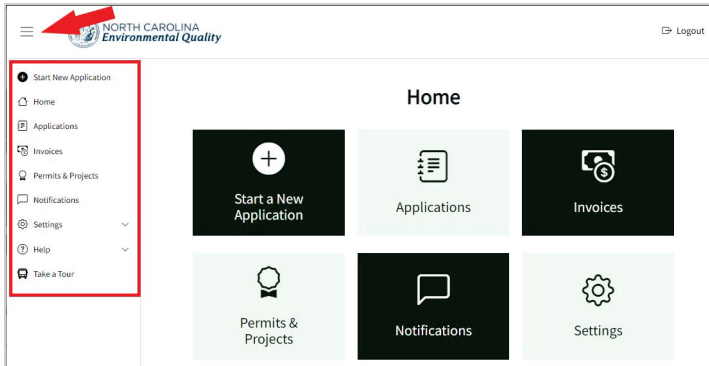 NORTH CAROLINA
Environmental Quality
Logout
Start New Application
Home
Applications
Invoices
Permits & Projects
Notifications
Settings
Help
Take a Tour
Home
Start a New
Application
Applications
Invoices
Permits &
Projects
Notifications
Settings